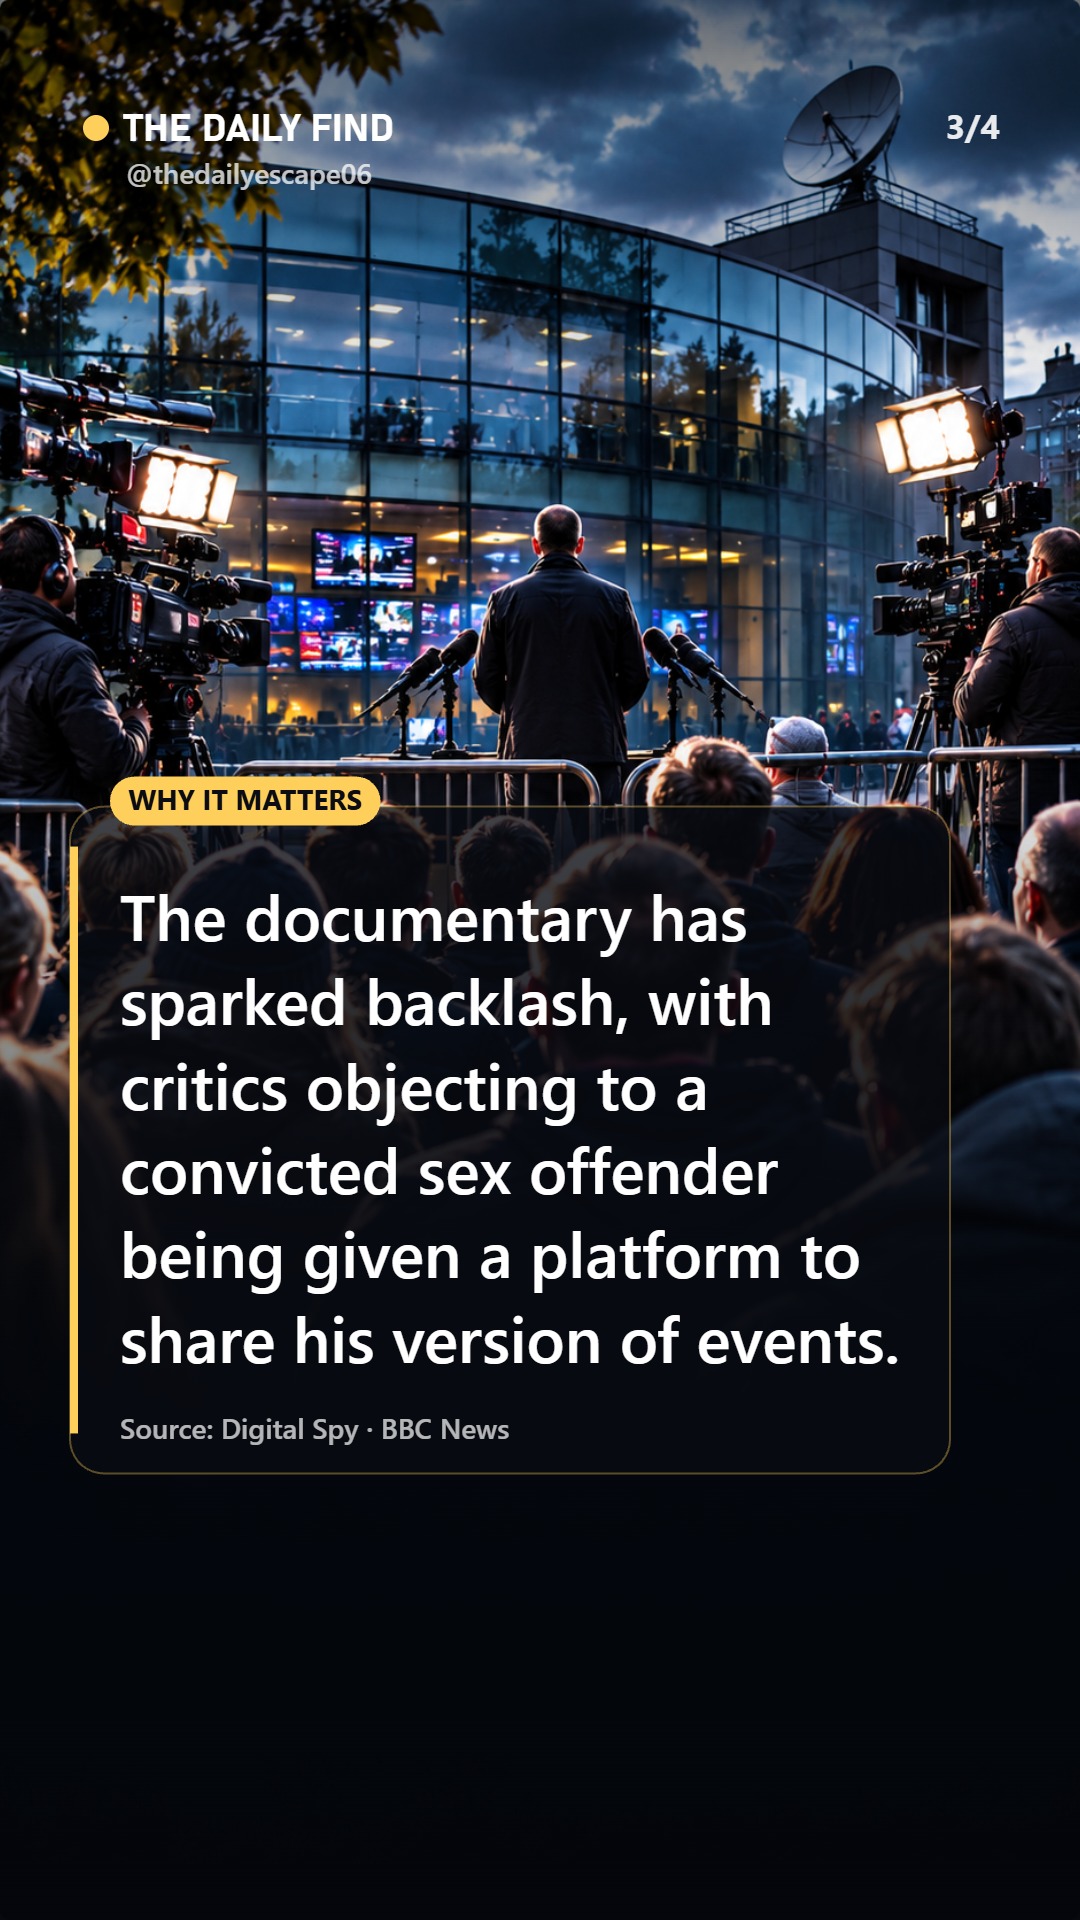 THE DAILY FIND
@thedailyescape06
3/4
WHY IT MATTERS
The documentary has
sparked backlash, with
critics objecting to a
convicted sex offender
being given a platform to
share his version of events.
Source: Digital Spy · BBC News